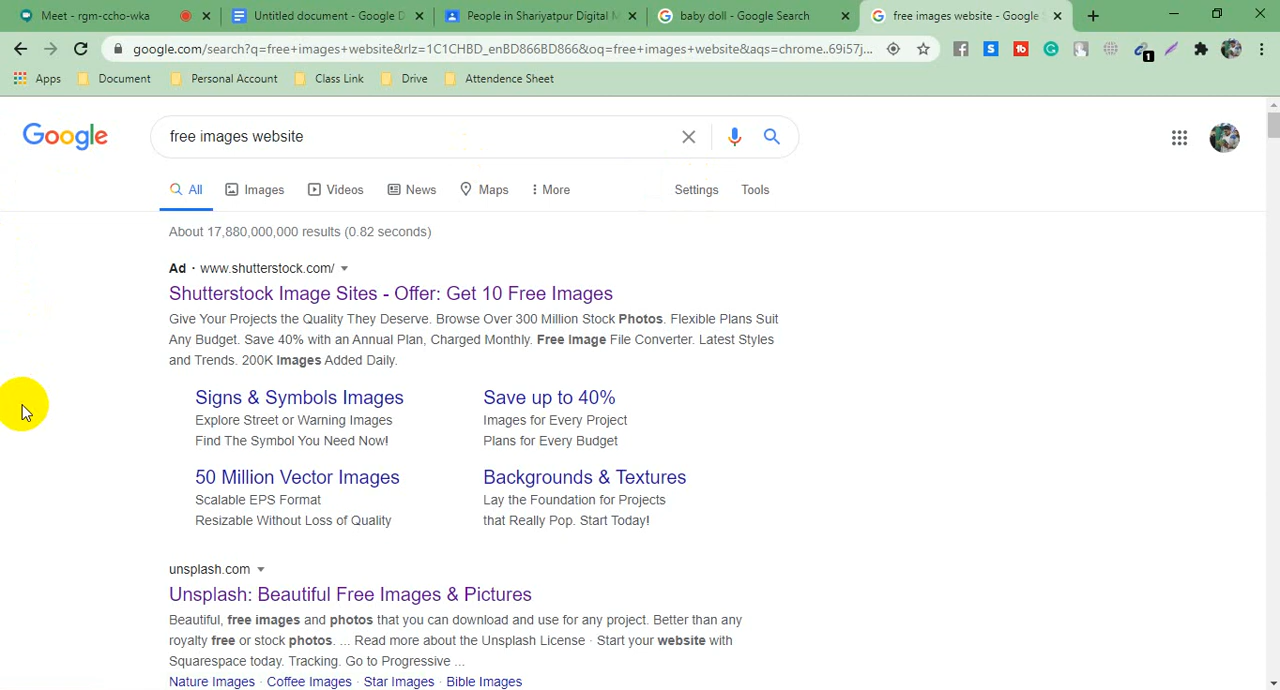 Meet - rgm-ccho-wka
Untitled document - Google D
People in Shariyatpur Digital M
baby doll - Google Search
free images website - Google
google.com/search?q=free+images+website&rlz=1C1CHBD_enBD866BD866&oq=free+images+website&aqs=chrome..69i57j...
1
Apps Document Personal Account Class Link Drive Attendence Sheet
Google
free images website
All Images Videos News Maps More Settings Tools
About 17,880,000,000 results (0.82 seconds)
Ad · www.shutterstock.com/
Shutterstock Image Sites - Offer: Get 10 Free Images
Give Your Projects the Quality They Deserve. Browse Over 300 Million Stock Photos. Flexible Plans Suit
Any Budget. Save 40% with an Annual Plan, Charged Monthly. Free Image File Converter. Latest Styles
and Trends. 200K Images Added Daily.
Signs & Symbols Images
Explore Street or Warning Images
Find The Symbol You Need Now!
Save up to 40%
Images for Every Project
Plans for Every Budget
50 Million Vector Images
Scalable EPS Format
Resizable Without Loss of Quality
Backgrounds & Textures
Lay the Foundation for Projects
that Really Pop. Start Today!
unsplash.com
Unsplash: Beautiful Free Images & Pictures
Beautiful, free images and photos that you can download and use for any project. Better than any
royalty free or stock photos. ... Read more about the Unsplash License · Start your website with
Squarespace today. Tracking. Go to Progressive ...
Nature Images · Coffee Images · Star Images · Bible Images